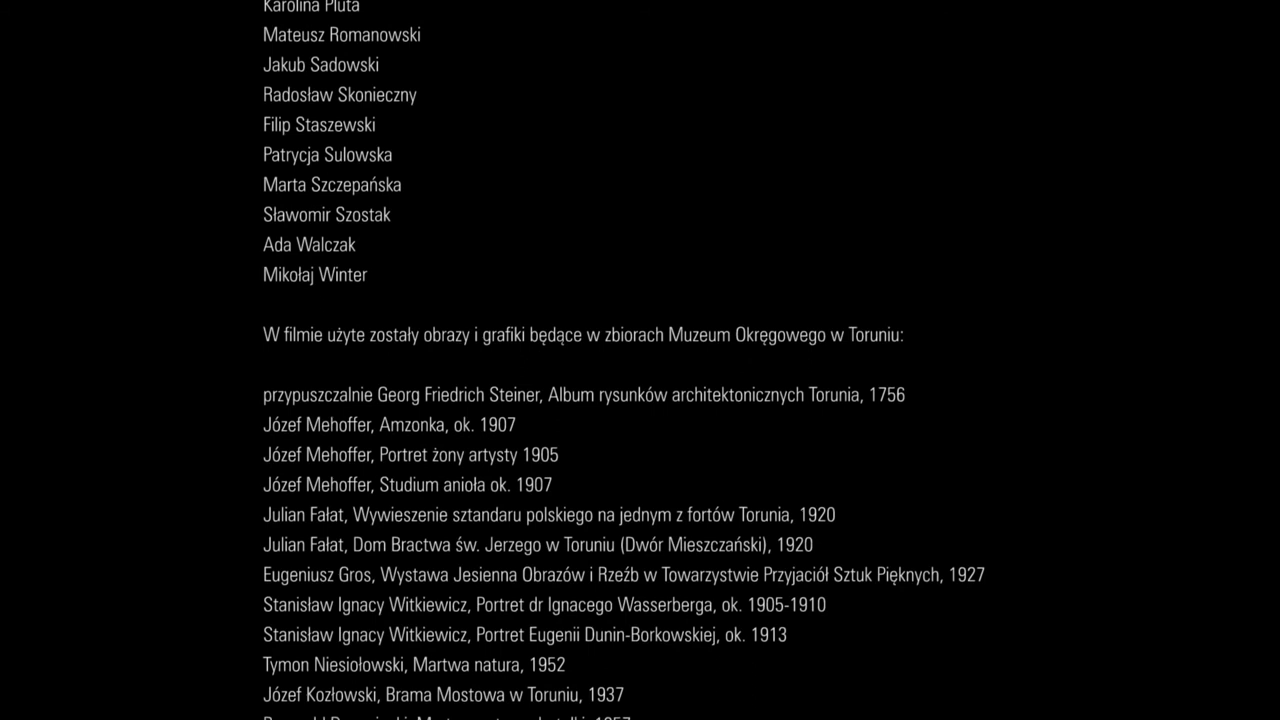 Karolina Pluta
Mateusz Romanowski
Jakub Sadowski
Radosław Skonieczny
Filip Staszewski
Patrycja Sulowska
Marta Szczepańska
Sławomir Szostak
Ada Walczak
Mikołaj Winter
W filmie użyte zostały obrazy i grafiki będące w zbiorach Muzeum Okręgowego w Toruniu:
przypuszczalnie Georg Friedrich Steiner, Album rysunków architektonicznych Torunia, 1756
Józef Mehoffer, Amzonka, ok. 1907
Józef Mehoffer, Portret żony artysty 1905
Józef Mehoffer, Studium anioła ok. 1907
Julian Fałat, Wywieszenie sztandaru polskiego na jednym z fortów Torunia, 1920
Julian Fałat, Dom Bractwa św. Jerzego w Toruniu (Dwór Mieszczański), 1920
Eugeniusz Gros, Wystawa Jesienna Obrazów i Rzeźb w Towarzystwie Przyjaciół Sztuk Pięknych, 1927
Stanisław Ignacy Witkiewicz, Portret dr Ignacego Wasserberga, ok. 1905-1910
Stanisław Ignacy Witkiewicz, Portret Eugenii Dunin-Borkowskiej, ok. 1913
Tymon Niesiołowski, Martwa natura, 1952
Józef Kozłowski, Brama Mostowa w Toruniu, 1937